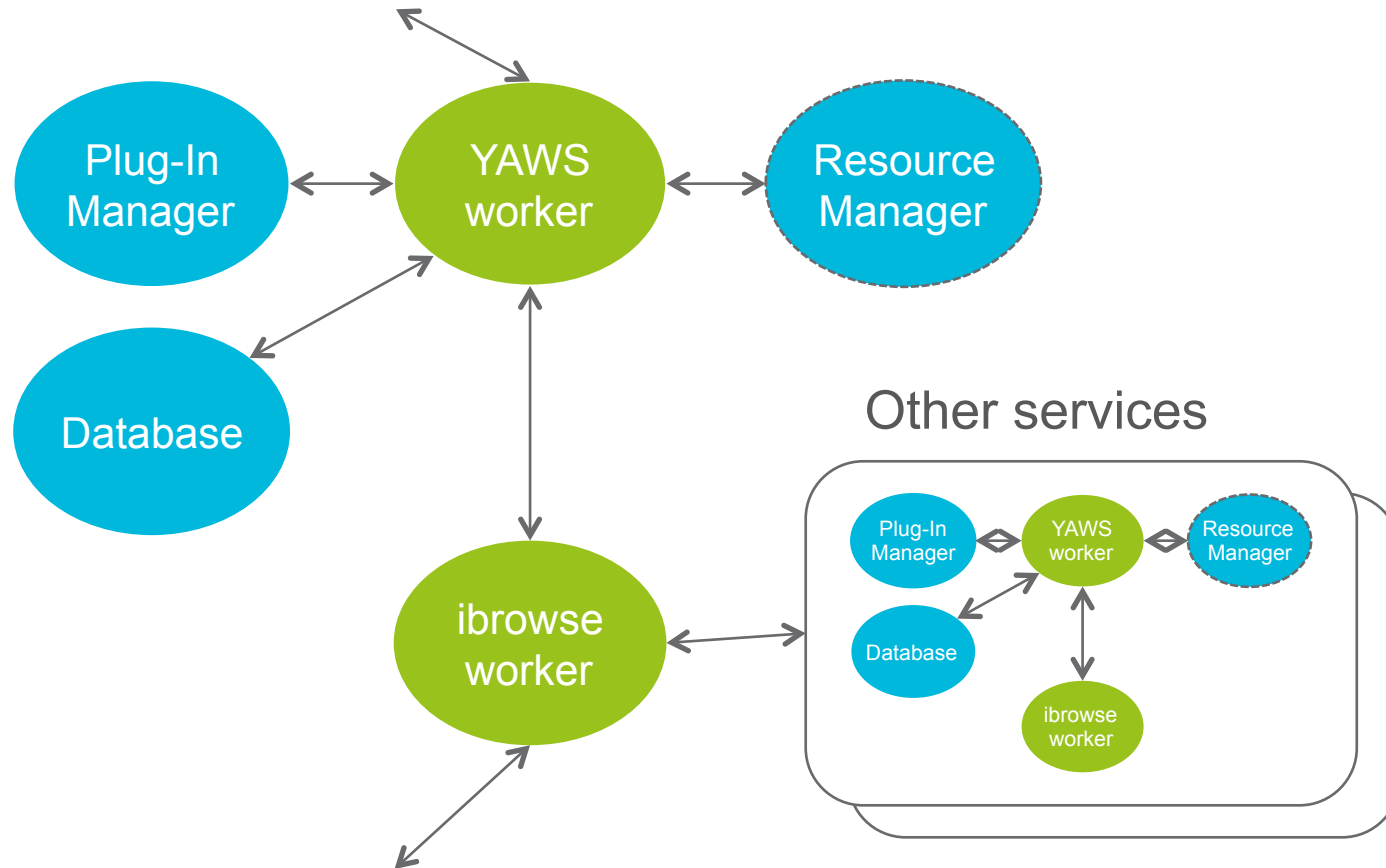 Plug-In
Manager
YAWS
worker
Resource
Manager
Database
Other services
ibrowse
worker
Plug-In
Manager
YAWS
worker
Resource
Manager
Database
ibrowse
worker